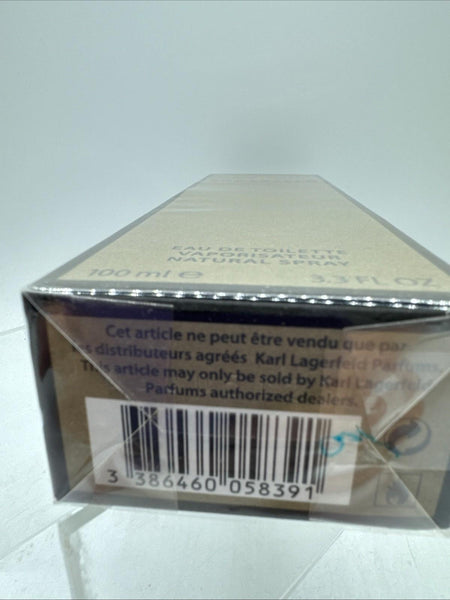 EAU DE TOILETTE
VAPORISATEUR
NATURAL SPRAY
100 ml e 3.3 FL. OZ.
Cet article ne peut être vendu que par
les distributeurs agréés Karl Lagerfeld Parfums.
This article may only be sold by Karl Lagerfeld
Parfums authorized dealers.
3 386460 058391